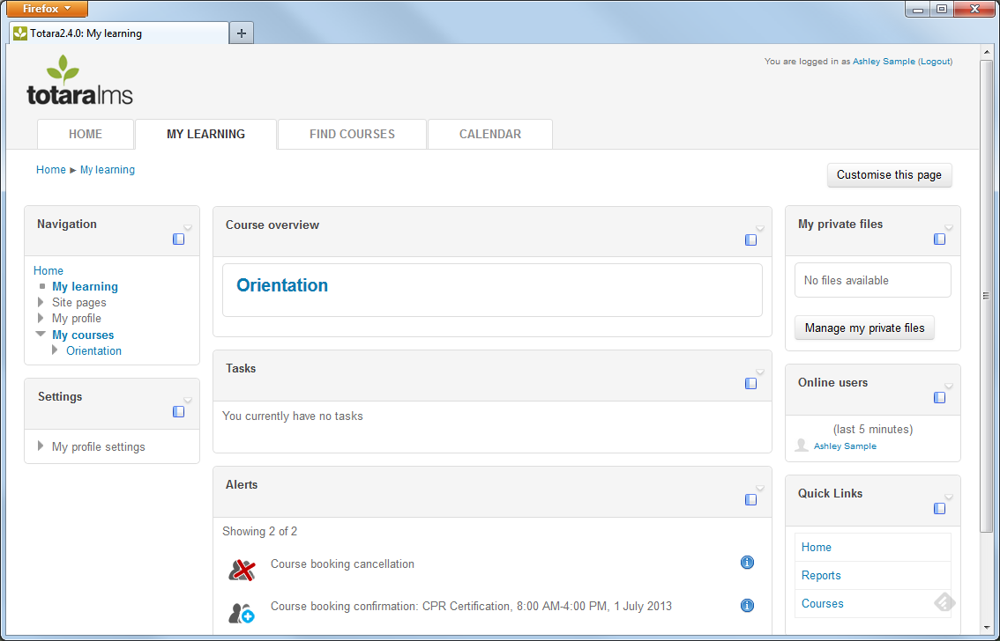 Firefox
Totara2.4.0: My learning
You are logged in as Ashley Sample (Logout)
totaralms
HOME
MY LEARNING
FIND COURSES
CALENDAR
Home ► My learning
Customise this page
Navigation
Home
My learning
Site pages
My profile
My courses
Orientation
Settings
My profile settings
Course overview
Orientation
Tasks
You currently have no tasks
Alerts
Showing 2 of 2
Course booking cancellation
Course booking confirmation: CPR Certification, 8:00 AM-4:00 PM, 1 July 2013
My private files
No files available
Manage my private files
Online users
(last 5 minutes)
Ashley Sample
Quick Links
Home
Reports
Courses